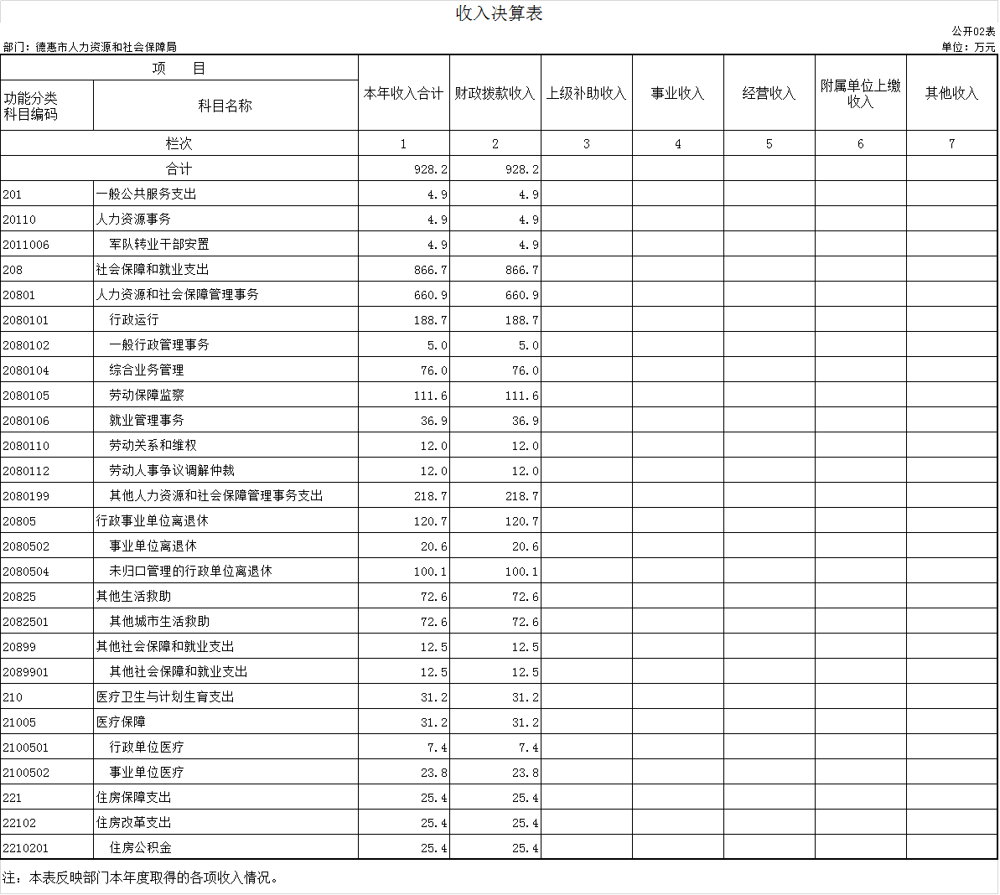 收入决算表
公开02表
部门：德惠市人力资源和社会保障局 单位：万元
项 目 本年收入合计 财政拨款收入 上级补助收入 事业收入 经营收入 附属单位上缴收入 其他收入
功能分类科目编码 科目名称
栏次 1 2 3 4 5 6 7
合计 928.2 928.2
201 一般公共服务支出 4.9 4.9
20110 人力资源事务 4.9 4.9
2011006 军队转业干部安置 4.9 4.9
208 社会保障和就业支出 866.7 866.7
20801 人力资源和社会保障管理事务 660.9 660.9
2080101 行政运行 188.7 188.7
2080102 一般行政管理事务 5.0 5.0
2080104 综合业务管理 76.0 76.0
2080105 劳动保障监察 111.6 111.6
2080106 就业管理事务 36.9 36.9
2080110 劳动关系和维权 12.0 12.0
2080112 劳动人事争议调解仲裁 12.0 12.0
2080199 其他人力资源和社会保障管理事务支出 218.7 218.7
20805 行政事业单位离退休 120.7 120.7
2080502 事业单位离退休 20.6 20.6
2080504 未归口管理的行政单位离退休 100.1 100.1
20825 其他生活救助 72.6 72.6
2082501 其他城市生活救助 72.6 72.6
20899 其他社会保障和就业支出 12.5 12.5
2089901 其他社会保障和就业支出 12.5 12.5
210 医疗卫生与计划生育支出 31.2 31.2
21005 医疗保障 31.2 31.2
2100501 行政单位医疗 7.4 7.4
2100502 事业单位医疗 23.8 23.8
221 住房保障支出 25.4 25.4
22102 住房改革支出 25.4 25.4
2210201 住房公积金 25.4 25.4
注：本表反映部门本年度取得的各项收入情况。